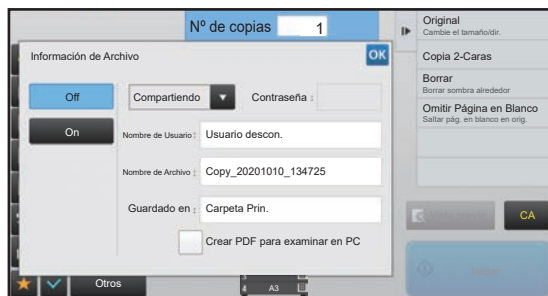 Nº de copias 1
Original
Cambie el tamaño/dir.
Información de Archivo
OK
Copia 2-Caras
Borrar
Borrar sombra alrededor
Off
Compartiendo
Contraseña :
Omitir Página en Blanco
Saltar pág. en blanco en orig.
On
Nombre de Usuario :
Usuario descon.
Nombre de Archivo :
Copy_20201010_134725
Guardado en :
Carpeta Prin.
CA
Crear PDF para examinar en PC
Otros
4 A3